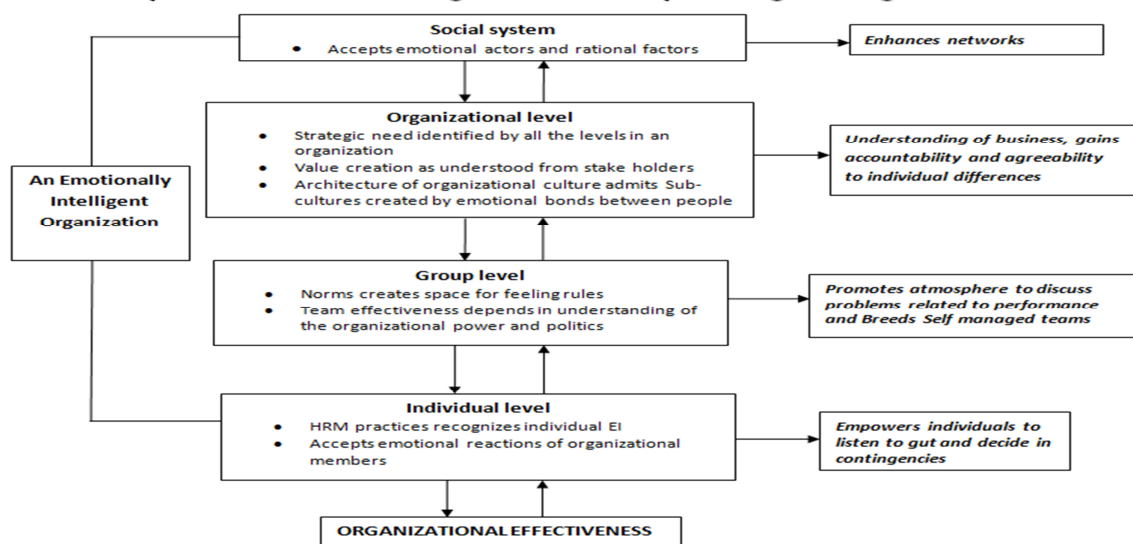 Social system
• Accepts emotional actors and rational factors
Enhances networks
Organizational level
• Strategic need identified by all the levels in an
organization
• Value creation as understood from stake holders
• Architecture of organizational culture admits Sub-
cultures created by emotional bonds between people
Understanding of business, gains
accountability and agreeability
to individual differences
An Emotionally
Intelligent
Organization
Group level
• Norms creates space for feeling rules
• Team effectiveness depends in understanding of
the organizational power and politics
Promotes atmosphere to discuss
problems related to performance
and Breeds Self managed teams
Individual level
• HRM practices recognizes individual EI
• Accepts emotional reactions of organizational
members
Empowers individuals to
listen to gut and decide in
contingencies
ORGANIZATIONAL EFFECTIVENESS